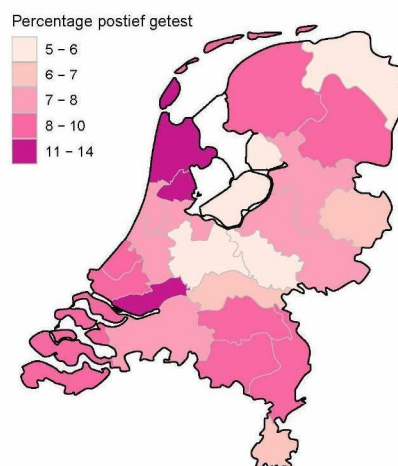 Percentage postief getest
5 – 6
6 – 7
7 – 8
8 – 10
11 – 14